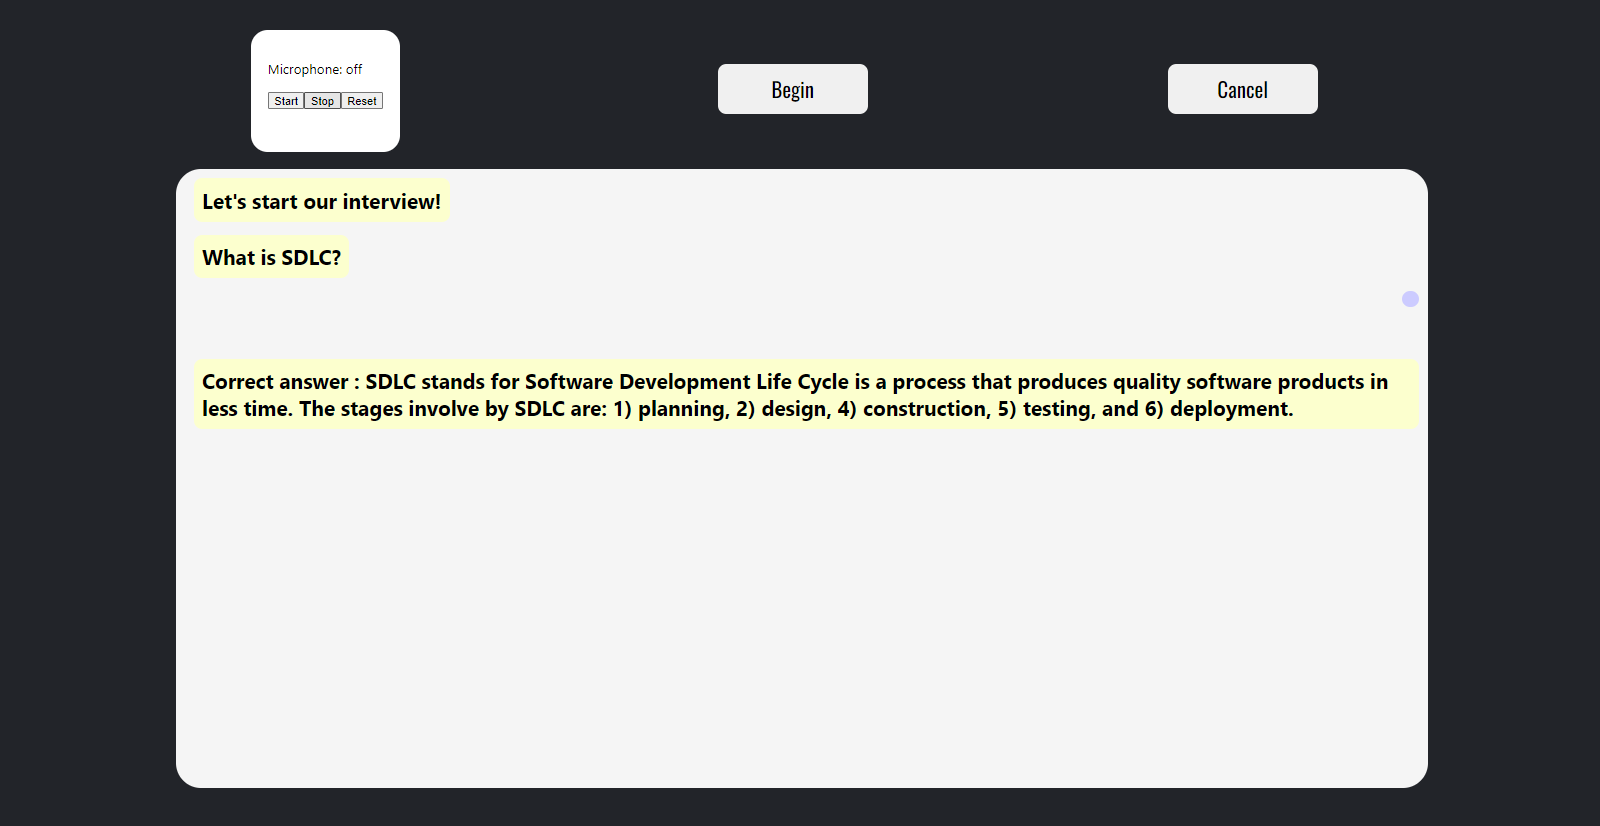 Microphone: off
Start Stop Reset
Begin
Cancel
Let's start our interview!
What is SDLC?
Correct answer : SDLC stands for Software Development Life Cycle is a process that produces quality software products in
less time. The stages involve by SDLC are: 1) planning, 2) design, 4) construction, 5) testing, and 6) deployment.